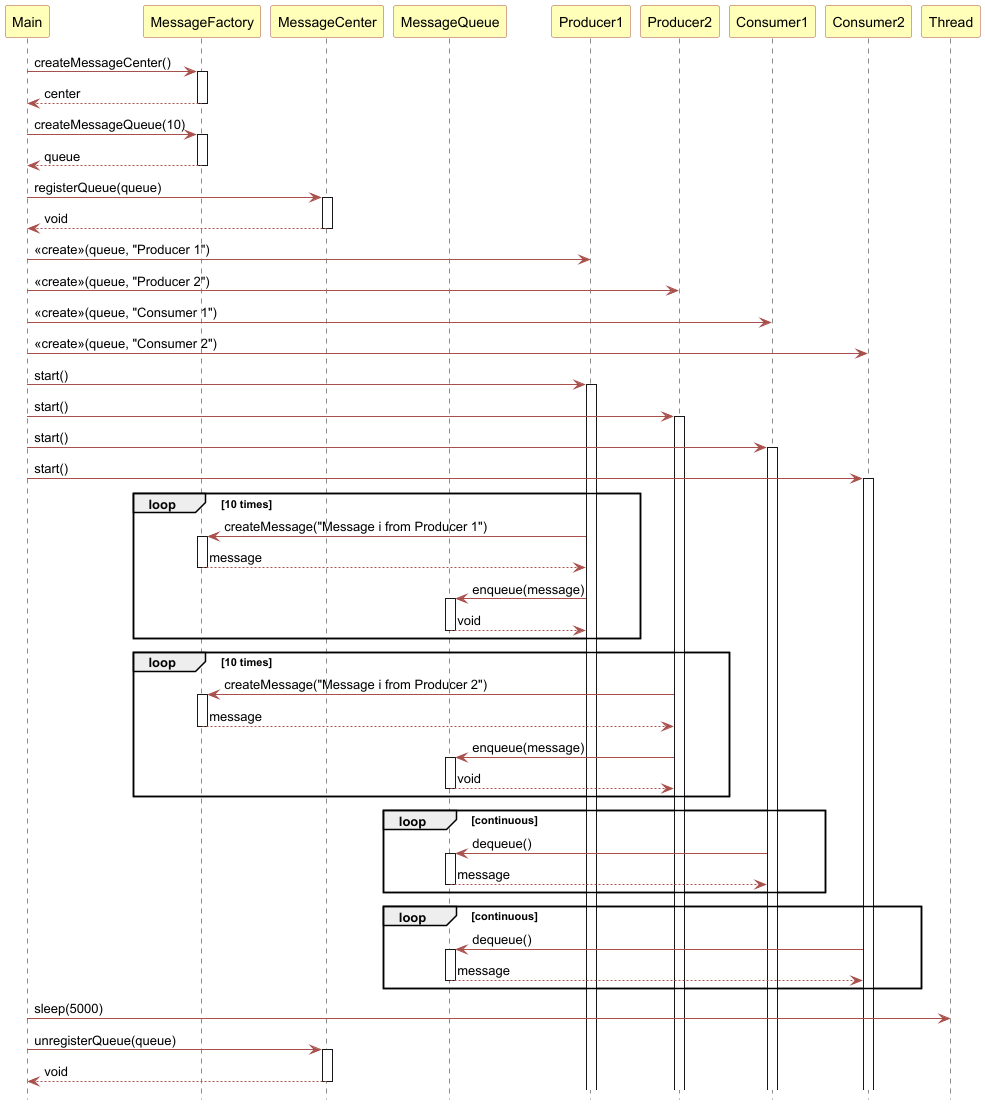 Main MessageFactory MessageCenter MessageQueue Producer1 Producer2 Consumer1 Consumer2 Thread
createMessageCenter()
center
createMessageQueue(10)
queue
registerQueue(queue)
void
«create»(queue, "Producer 1")
«create»(queue, "Producer 2")
«create»(queue, "Consumer 1")
«create»(queue, "Consumer 2")
start()
start()
start()
start()
loop [10 times]
createMessage("Message i from Producer 1")
message
enqueue(message)
void
loop [10 times]
createMessage("Message i from Producer 2")
message
enqueue(message)
void
loop [continuous]
dequeue()
message
loop [continuous]
dequeue()
message
sleep(5000)
unregisterQueue(queue)
void